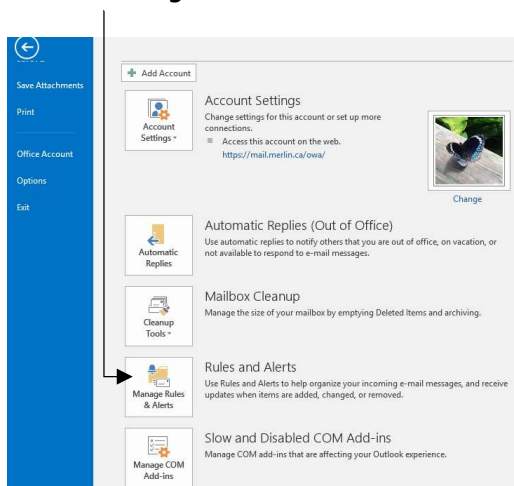 Save Attachments
Print
Office Account
Options
Exit
Add Account
Account
Settings
Account Settings
Change settings for this account or set up more
connections.
Access this account on the web.
https://mail.merlin.ca/owa/
Change
Automatic
Replies
Automatic Replies (Out of Office)
Use automatic replies to notify others that you are out of office, on vacation, or
not available to respond to e-mail messages.
Cleanup
Tools
Mailbox Cleanup
Manage the size of your mailbox by emptying Deleted Items and archiving.
Manage Rules
& Alerts
Rules and Alerts
Use Rules and Alerts to help organize your incoming e-mail messages, and receive
updates when items are added, changed, or removed.
Manage COM
Add-ins
Slow and Disabled COM Add-ins
Manage COM add-ins that are affecting your Outlook experience.